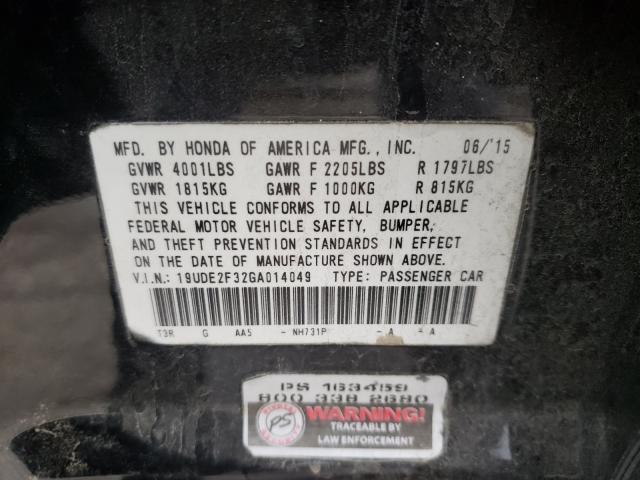 MFD. BY HONDA OF AMERICA MFG., INC. 06/'15
GVWR 4001LBS GAWR F 2205LBS R 1797LBS
GVWR 1815KG GAWR F 1000KG R 815KG
THIS VEHICLE CONFORMS TO ALL APPLICABLE
FEDERAL MOTOR VEHICLE SAFETY, BUMPER,
AND THEFT PREVENTION STANDARDS IN EFFECT
ON THE DATE OF MANUFACTURE SHOWN ABOVE.
V.I.N.: 19UDE2F32GA014049 TYPE: PASSENGER CAR
T3R G AA5 - NH731P - A - A
PS 163459
800 338 2680
PS WARNING!
TRACEABLE BY
LAW ENFORCEMENT